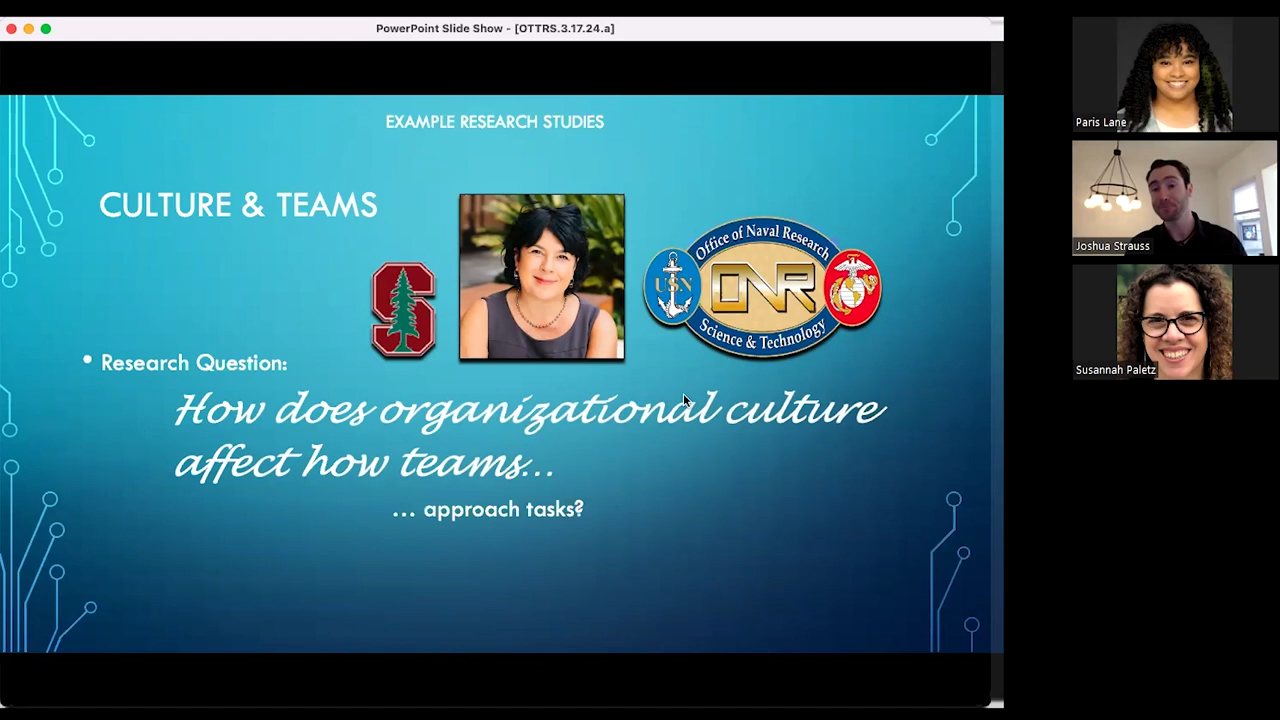 PowerPoint Slide Show - [OTTRS.3.17.24.a]
EXAMPLE RESEARCH STUDIES
CULTURE & TEAMS
S
Office of Naval Research
USN
ONR
Science & Technology
• Research Question:
How does organizational culture
affect how teams...
... approach tasks?
Paris Lane
Joshua Strauss
Susannah Paletz